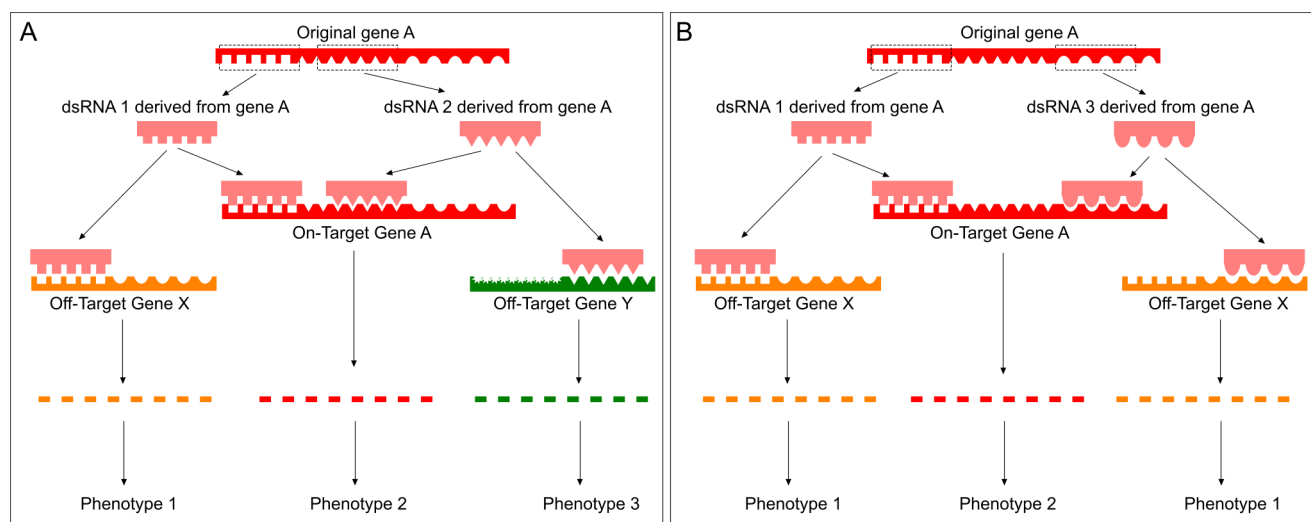 A
Original gene A
dsRNA 1 derived from gene A
dsRNA 2 derived from gene A
On-Target Gene A
Off-Target Gene X
Off-Target Gene Y
Phenotype 1
Phenotype 2
Phenotype 3
B
Original gene A
dsRNA 1 derived from gene A
dsRNA 3 derived from gene A
On-Target Gene A
Off-Target Gene X
Off-Target Gene X
Phenotype 1
Phenotype 2
Phenotype 1